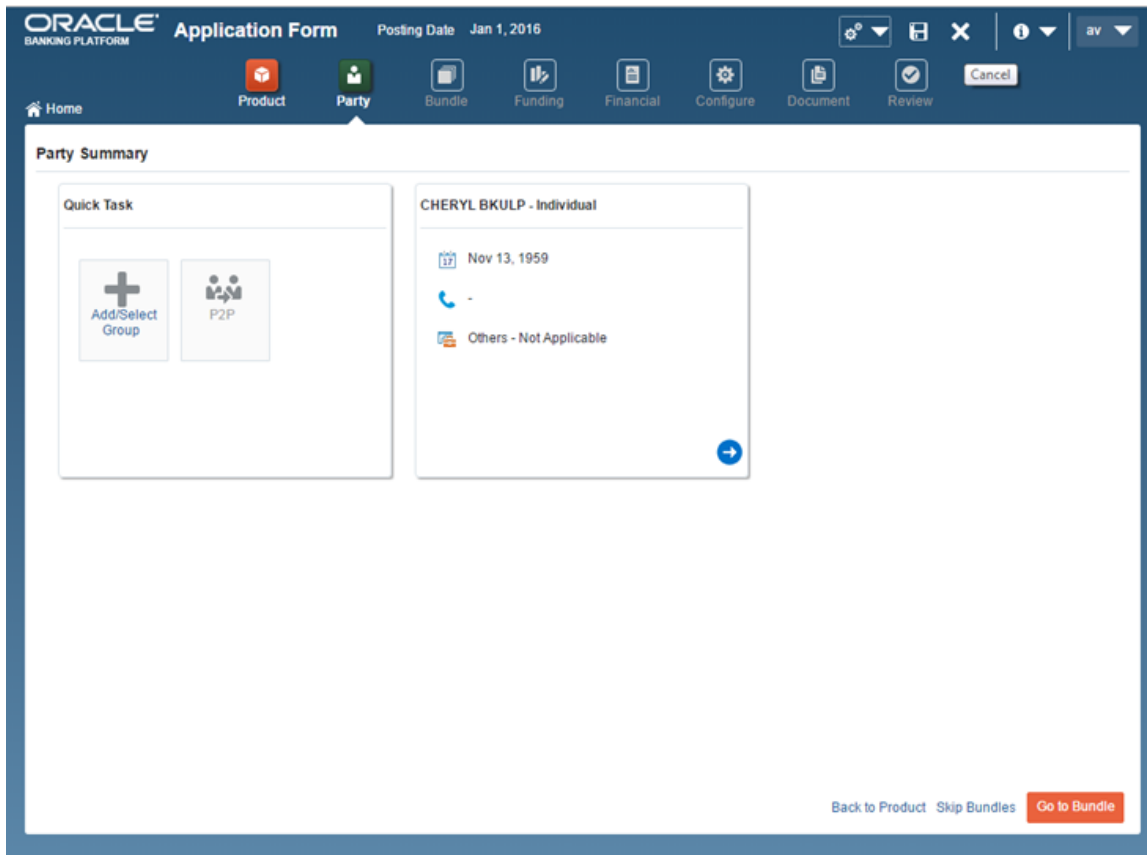 ORACLE
BANKING PLATFORM
Application Form
Posting Date Jan 1, 2016
av
Product
Party
Bundle
Funding
Financial
Configure
Document
Review
Cancel
Home
Party Summary
Quick Task
Add/Select
Group
P2P
CHERYL BKULP - Individual
17
Nov 13, 1959
-
Others - Not Applicable
Back to Product Skip Bundles Go to Bundle